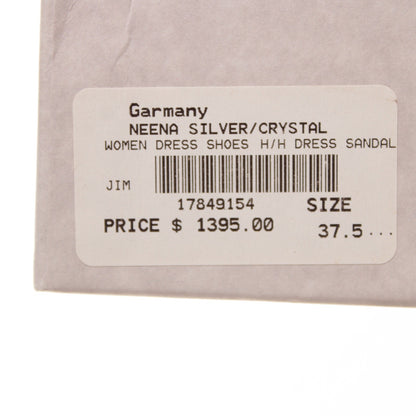 Garmany
NEENA SILVER/CRYSTAL
WOMEN DRESS SHOES H/H DRESS SANDAL
JIM
17849154 SIZE
PRICE $ 1395.00 37.5...